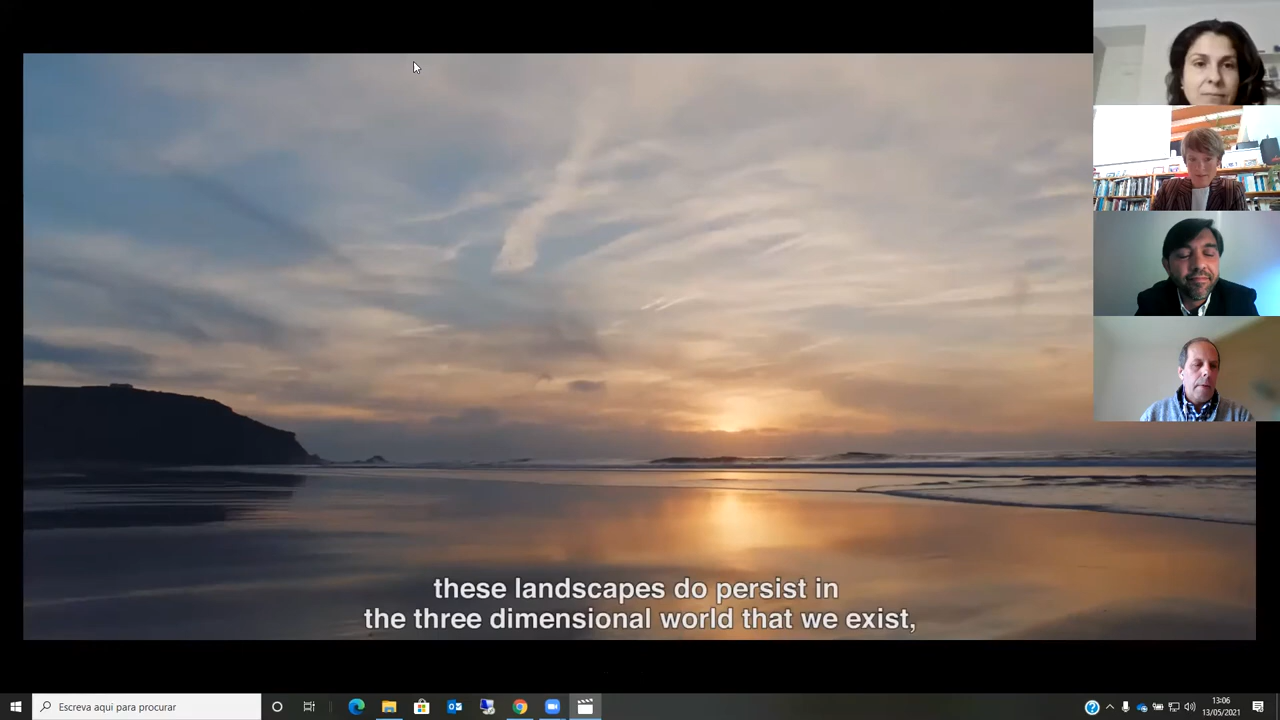 these landscapes do persist in
the three dimensional world that we exist,
Escreva aqui para procurar
13:06
13/05/2021